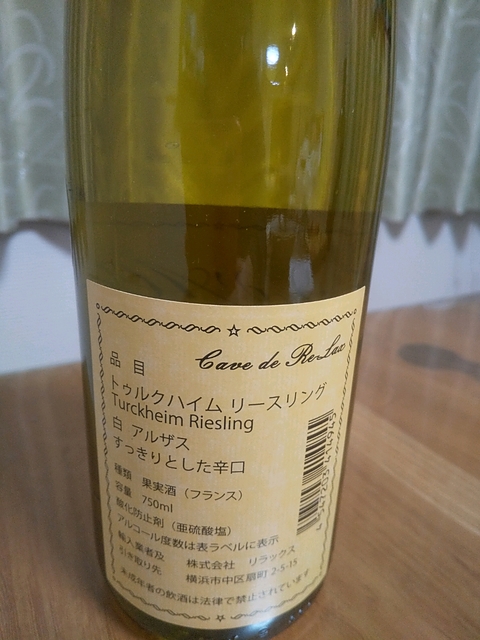 Cave de ReLax
品目
トゥルクハイム リースリング
Turckheim Riesling
白 アルザス
すっきりとした辛口
種類 果実酒(フランス)
容量 750ml
酸化防止剤(亜硫酸塩)
アルコール度数は表ラベルに表示
輸入業者及 株式会社 リラックス
引き取り先 横浜市中区扇町2-5-15
未成年者の飲酒は法律で禁止されています